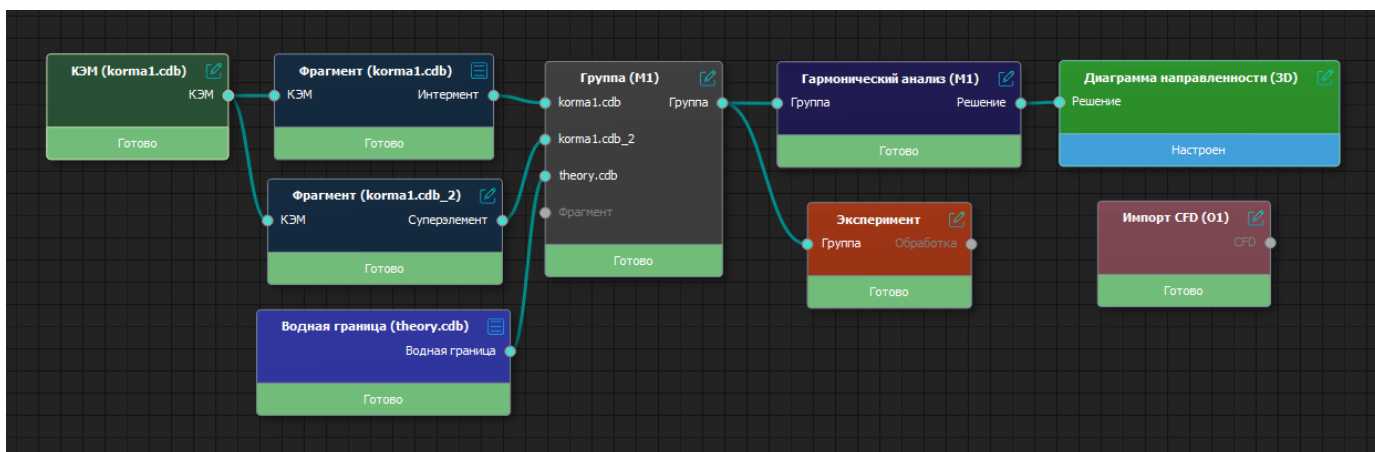 КЭМ (korma1.cdb)
КЭМ
Готово
Фрагмент (korma1.cdb)
КЭМ Интермент
Готово
Фрагмент (korma1.cdb_2)
КЭМ Суперэлемент
Готово
Водная граница (theory.cdb)
Водная граница
Готово
Группа (М1)
korma1.cdb Группа
korma1.cdb_2
theory.cdb
Фрагмент
Готово
Гармонический анализ (М1)
Группа Решение
Готово
Эксперимент
Группа Обработка
Готово
Диаграмма направленности (3D)
Решение
Настроен
Импорт CFD (O1)
CFD
Готово